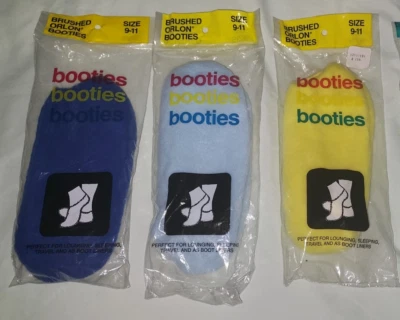 BRUSHED
ORLON
BOOTIES
SIZE
9-11
booties
booties
booties
PERFECT FOR LOUNGING, SLEEPING,
TRAVEL AND AS BOOT LINERS
BRUSHED
ORLON
BOOTIES
SIZE
9-11
booties
booties
booties
PERFECT FOR LOUNGING, SLEEPING,
TRAVEL AND AS BOOT LINERS
BRUSHED
ORLON
BOOTIES
SIZE
9-11
booties
booties
PERFECT FOR LOUNGING, SLEEPING,
TRAVEL AND AS BOOT LINERS